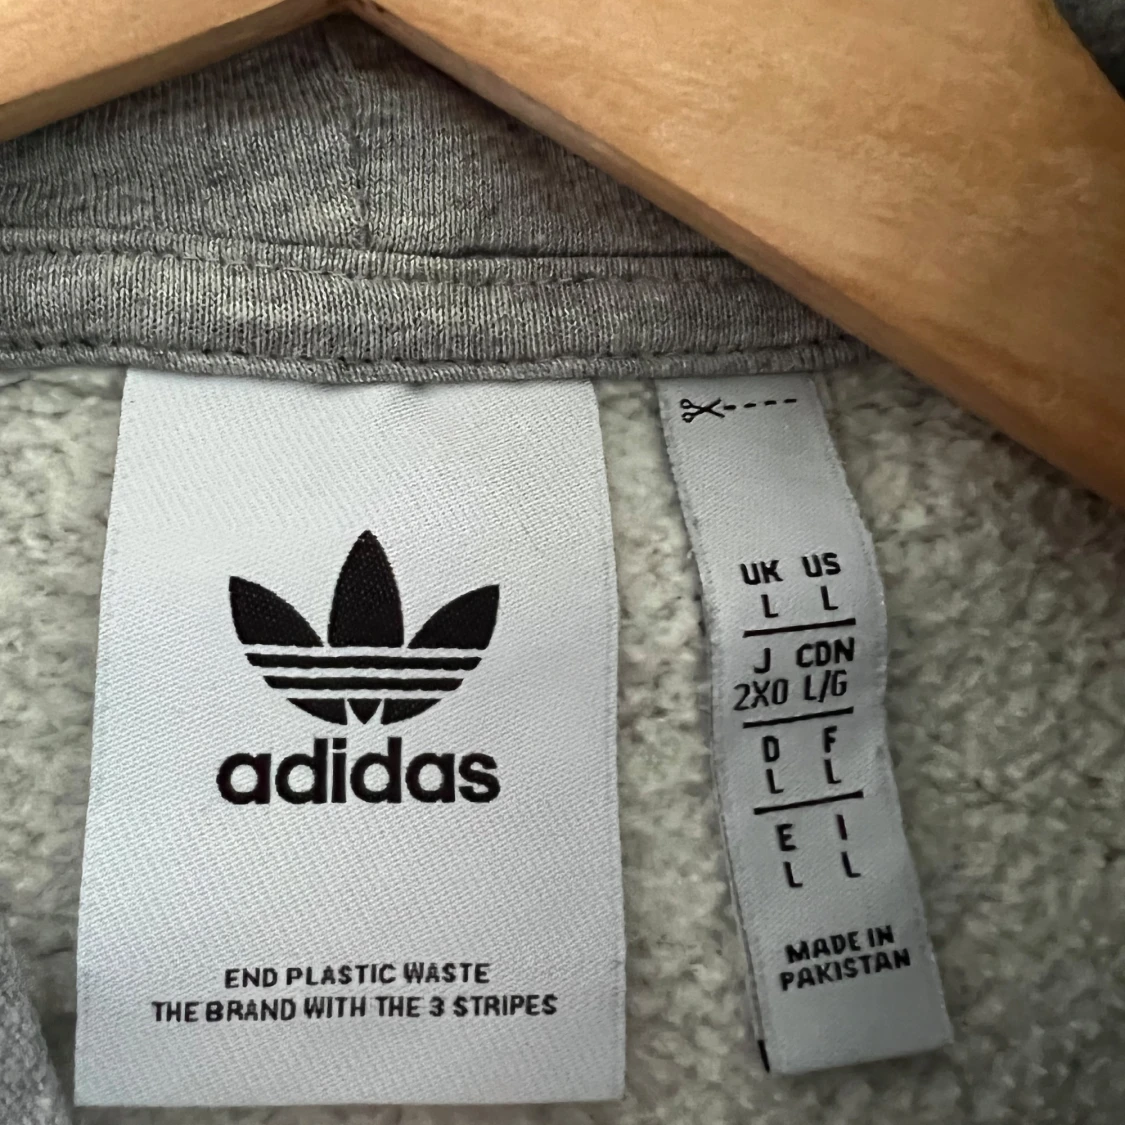 adidas
END PLASTIC WASTE
THE BRAND WITH THE 3 STRIPES
UK US
L L
J CDN
2XO L/G
D F
L L
E I
L L
MADE IN
PAKISTAN